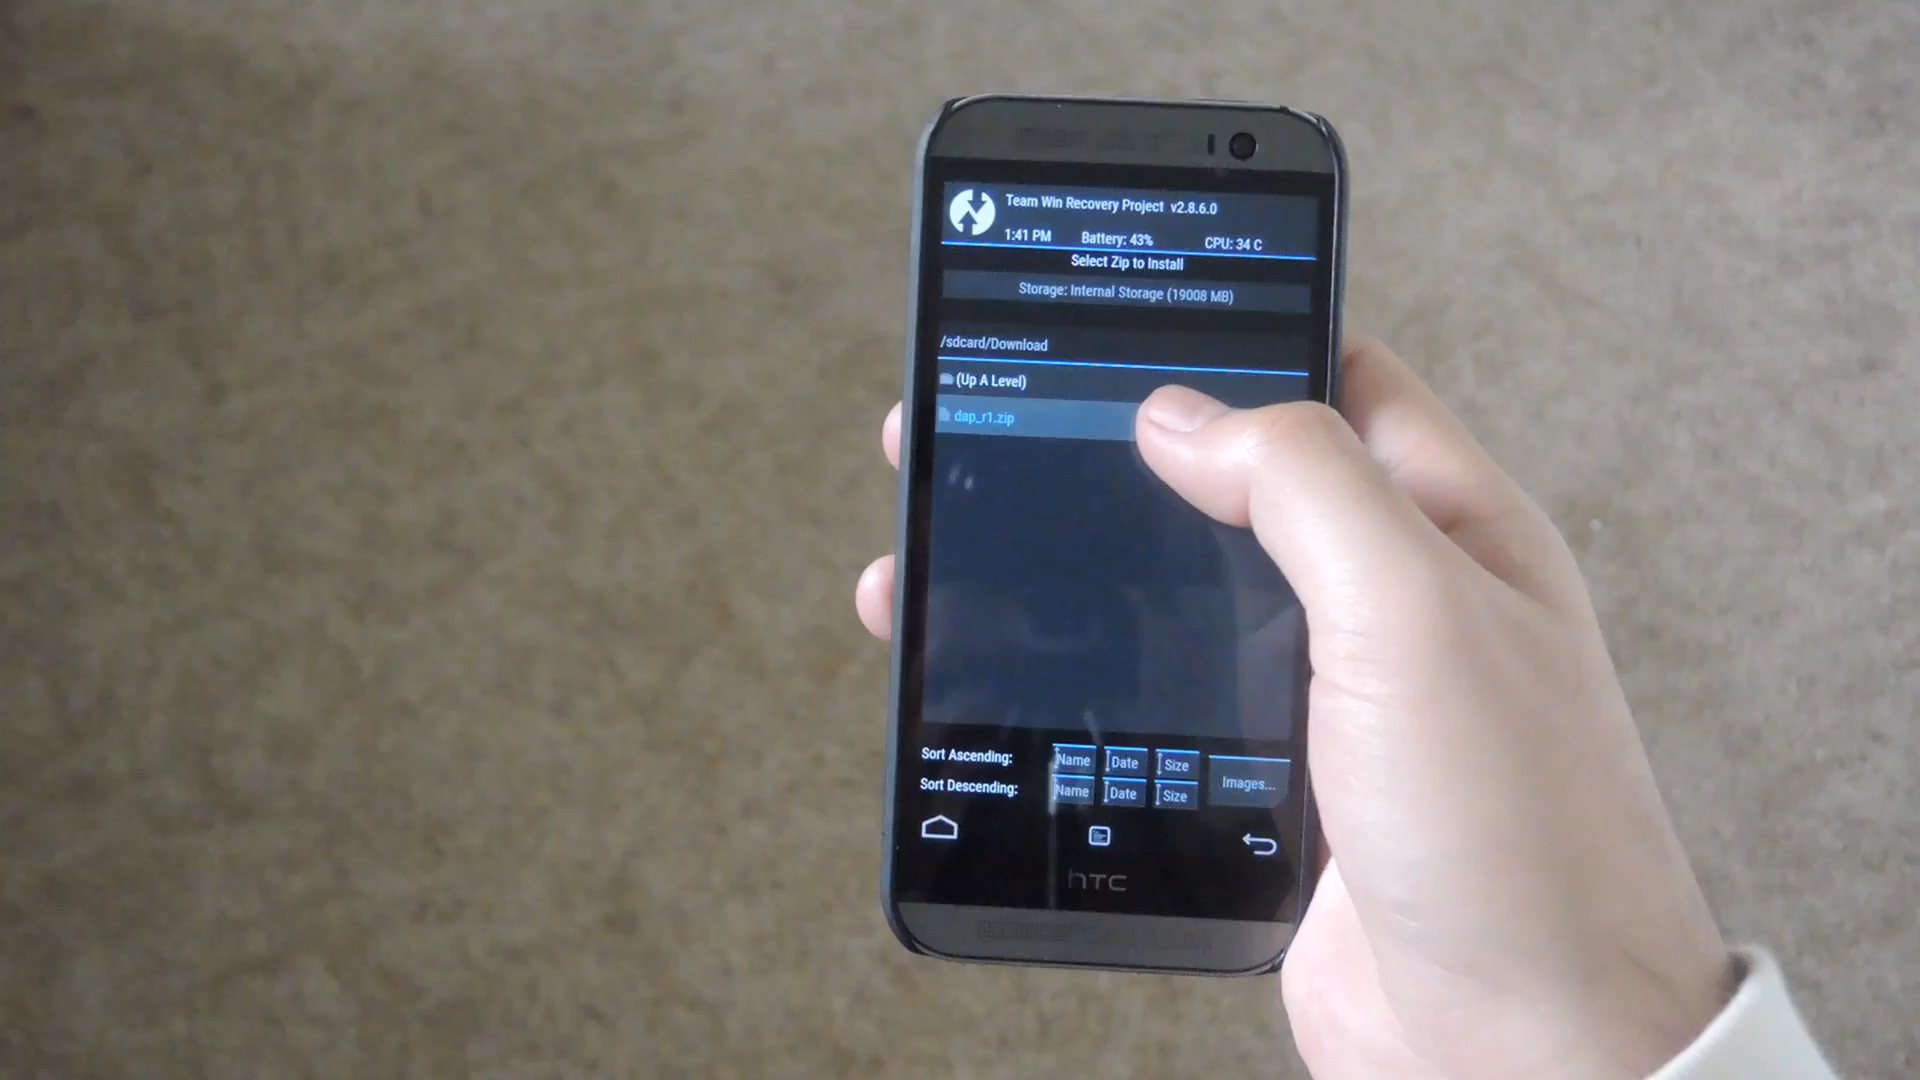 Team Win Recovery Project v2.8.6.0
1:41 PM Battery: 43% CPU: 34 C
Select Zip to Install
Storage: Internal Storage (19008 MB)
/sdcard/Download
(Up A Level)
dap_r1.zip
Sort Ascending: Name Date Size
Images...
Sort Descending: Name Date Size
hTC